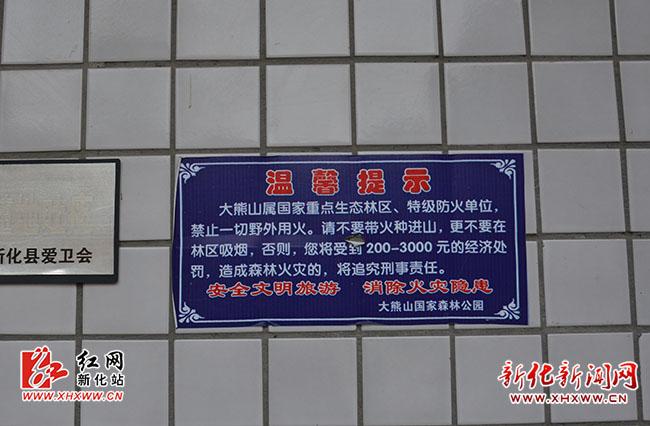 温馨提示
大熊山属国家重点生态林区、特级防火单位,
禁止一切野外用火。请不要带火种进山,更不要在
林区吸烟,否则,您将受到200-3000元的经济处
罚,造成森林火灾的,将追究刑事责任。
安全文明旅游 消除火灾隐患
大熊山国家森林公园
新化县爱卫会
红网
新化站
WWW.XHXWW.CN
新化新闻网
WWW.XHXWW.CN